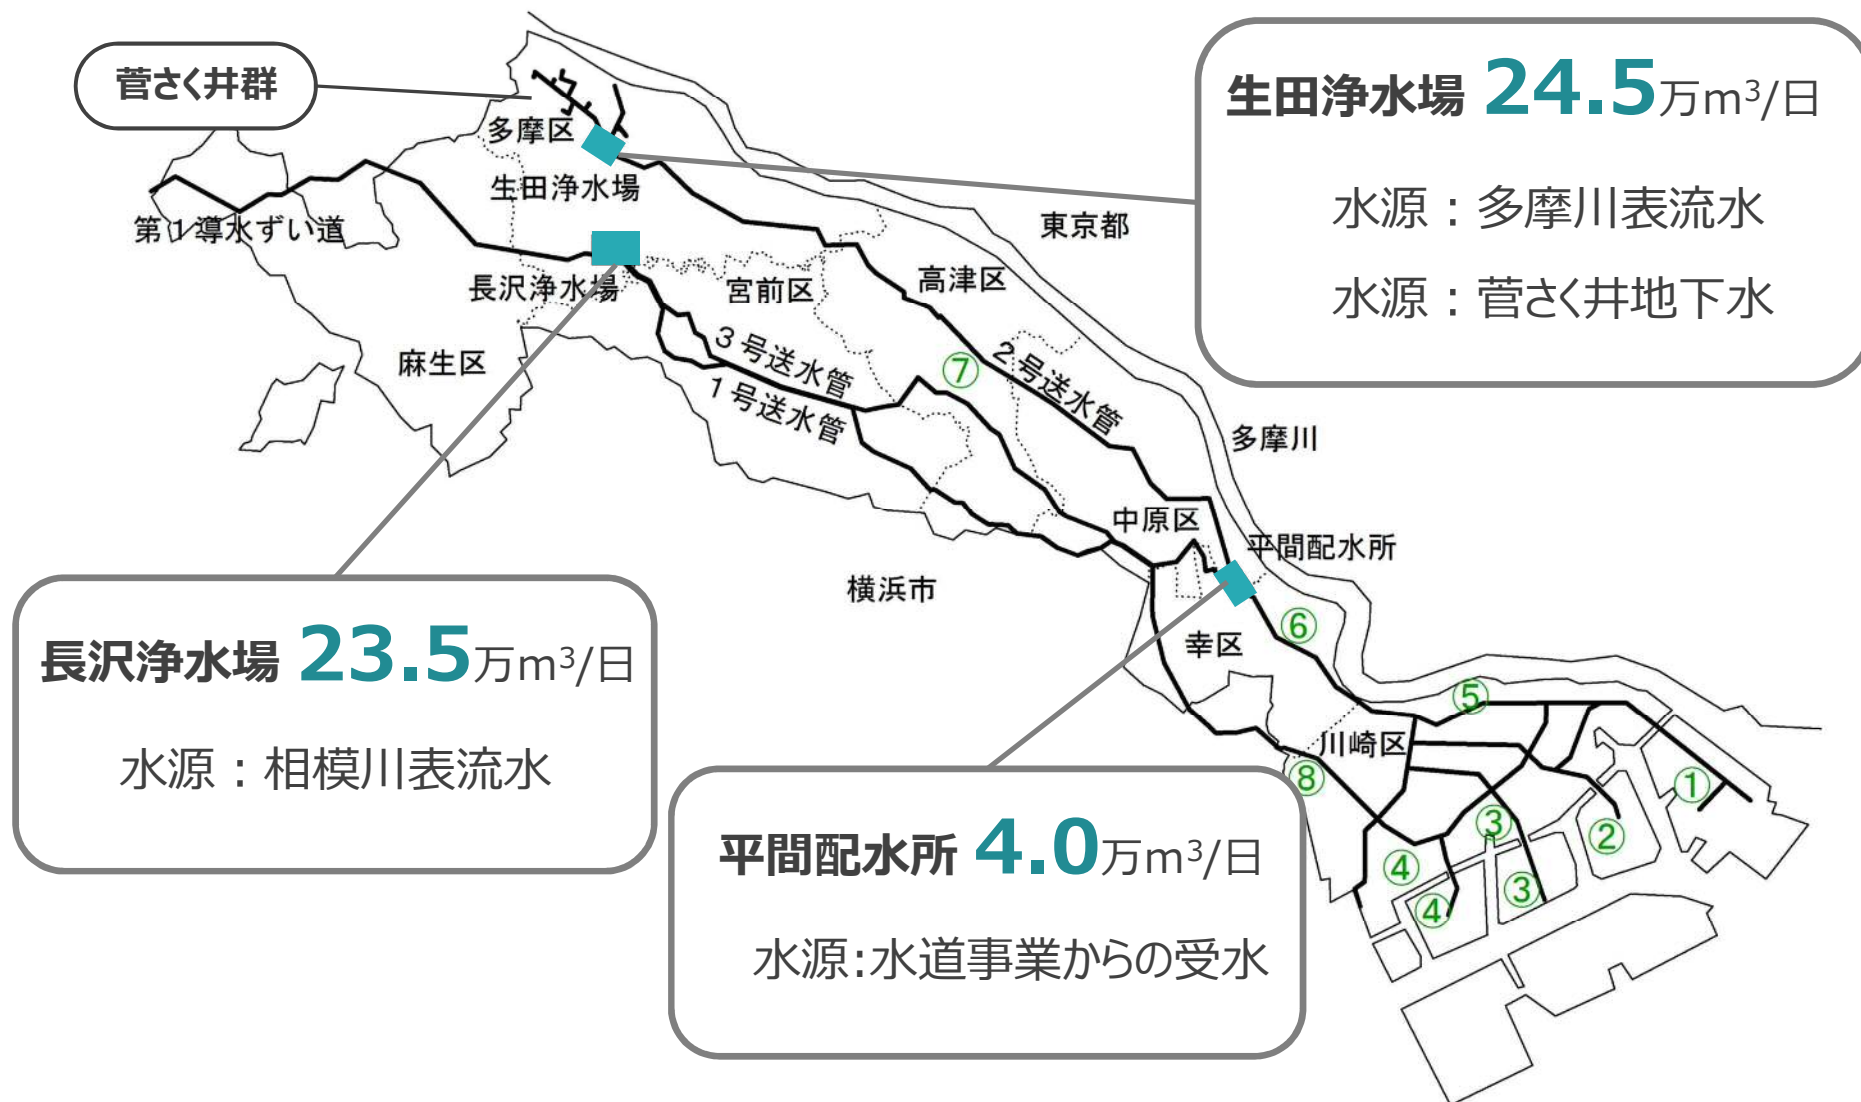 菅さく井群
生田浄水場 24.5万m³/日
水源：多摩川表流水
水源：菅さく井地下水
多摩区
生田浄水場
第1導水ずい道
東京都
高津区
宮前区
長沢浄水場
麻生区
3号送水管
1号送水管
2号送水管
⑦
多摩川
中原区
平間配水所
横浜市
幸区
⑥
⑤
川崎区
⑧
①
②
③
③
④
④
長沢浄水場 23.5万m³/日
水源：相模川表流水
平間配水所 4.0万m³/日
水源:水道事業からの受水